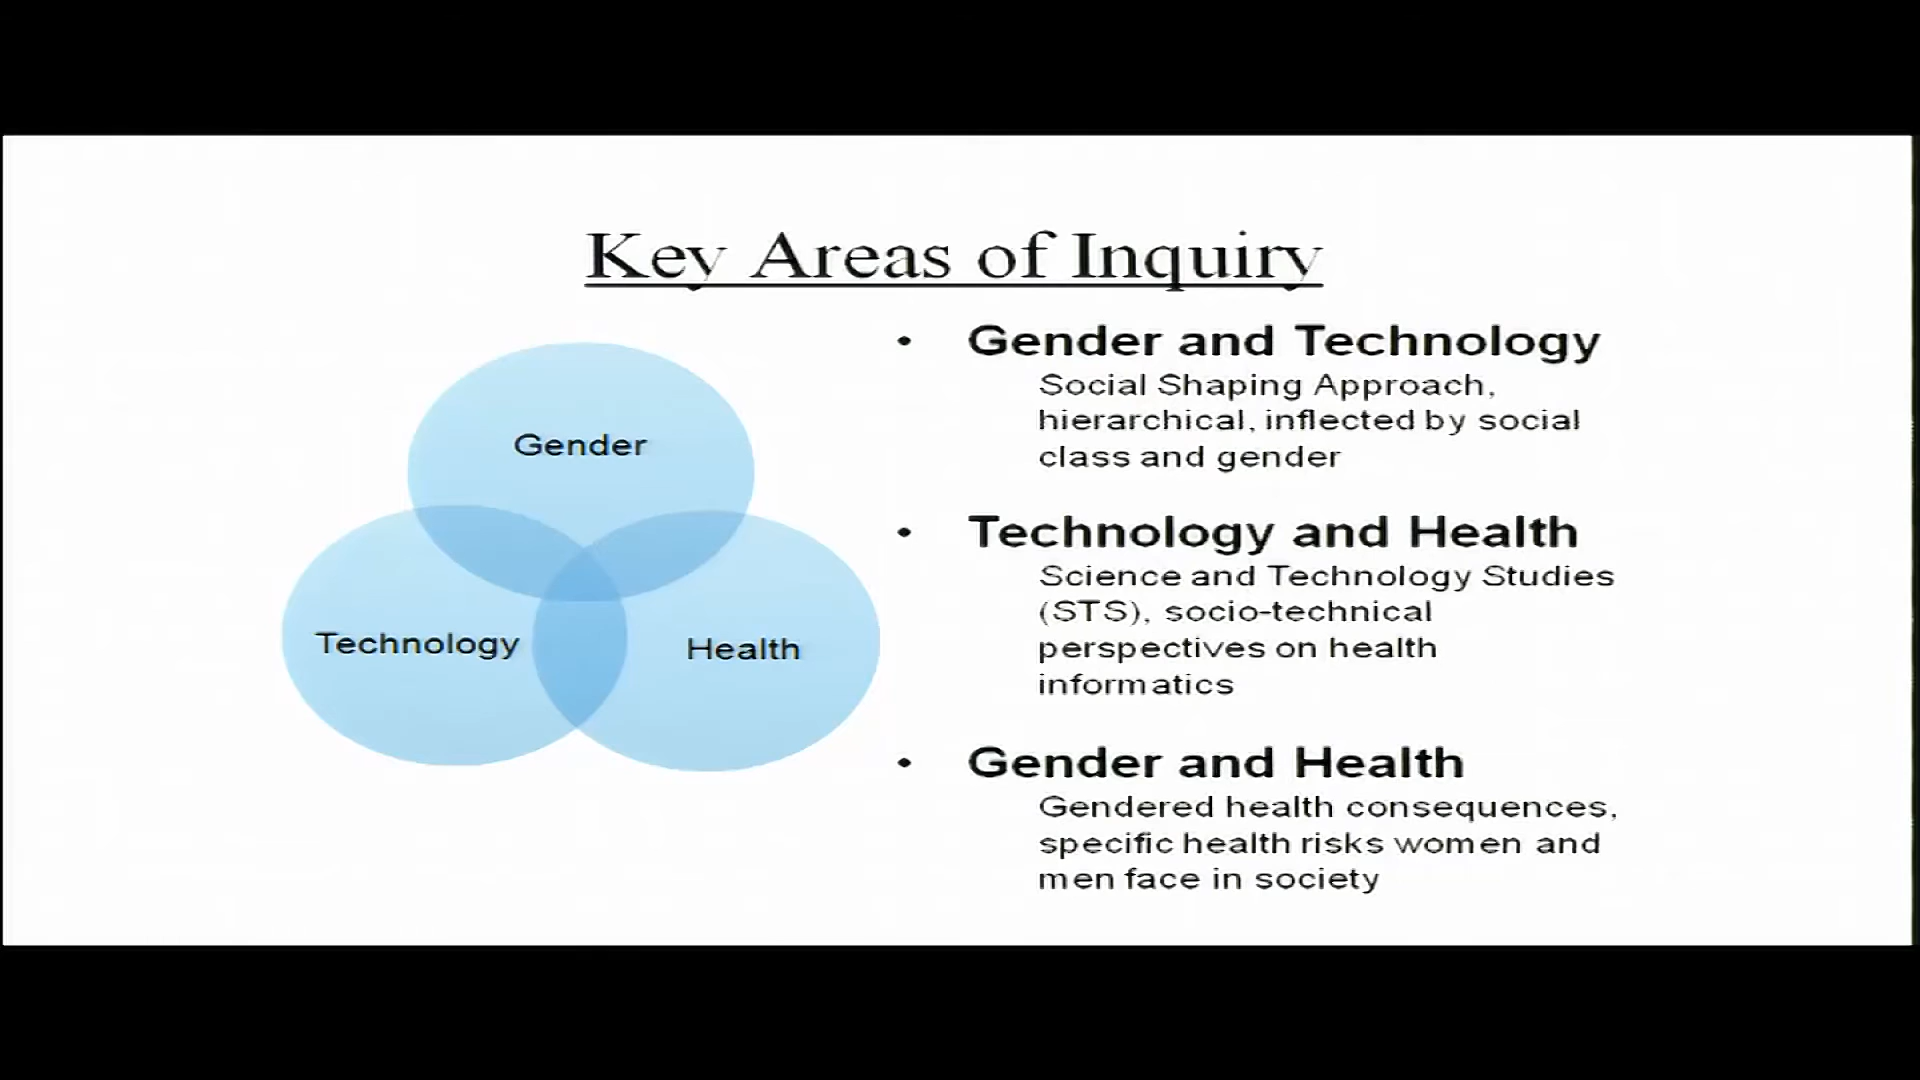 Key Areas of Inquiry
Gender
Technology
Health
• Gender and Technology
Social Shaping Approach,
hierarchical, inflected by social
class and gender
• Technology and Health
Science and Technology Studies
(STS), socio-technical
perspectives on health
informatics
• Gender and Health
Gendered health consequences,
specific health risks women and
men face in society